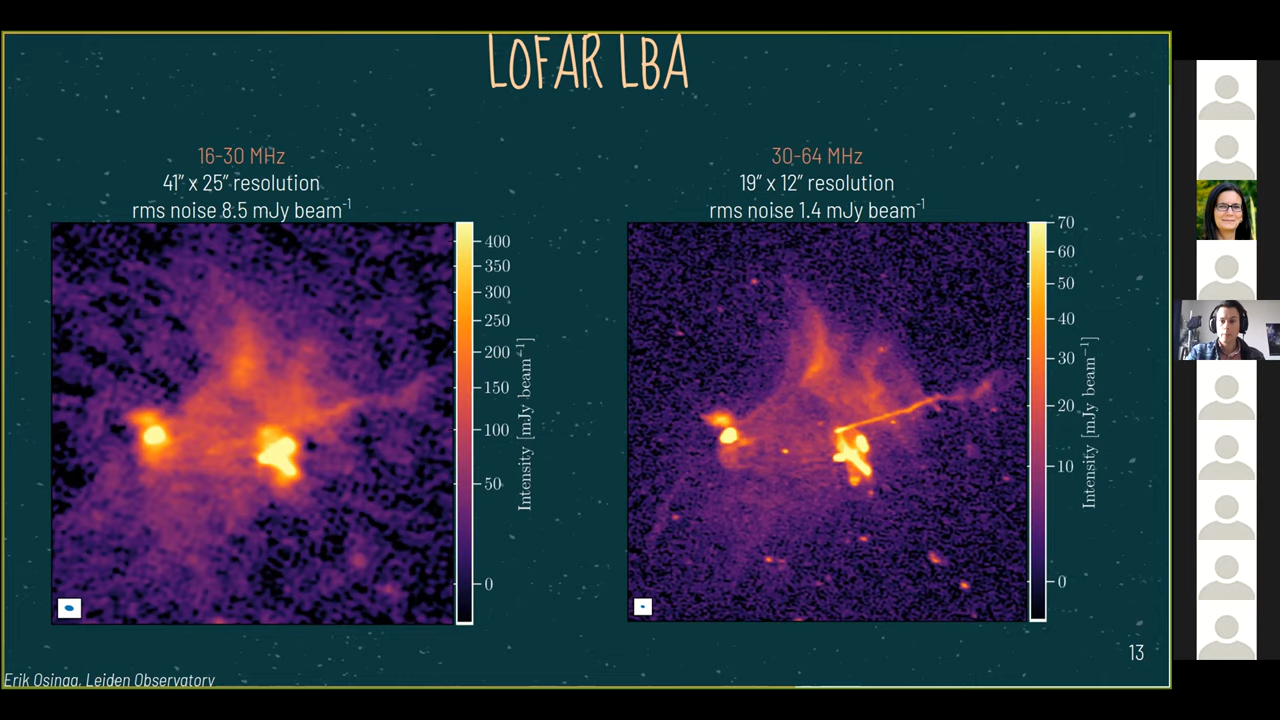 LOFAR LBA
16-30 MHz
41” x 25” resolution
rms noise 8.5 mJy beam⁻¹
400
350
300
250
200
150
100
50
0
Intensity [mJy beam⁻¹]
30-64 MHz
19” x 12” resolution
rms noise 1.4 mJy beam⁻¹
70
60
50
40
30
20
10
0
Intensity [mJy beam⁻¹]
13
Erik Osinga, Leiden Observatory